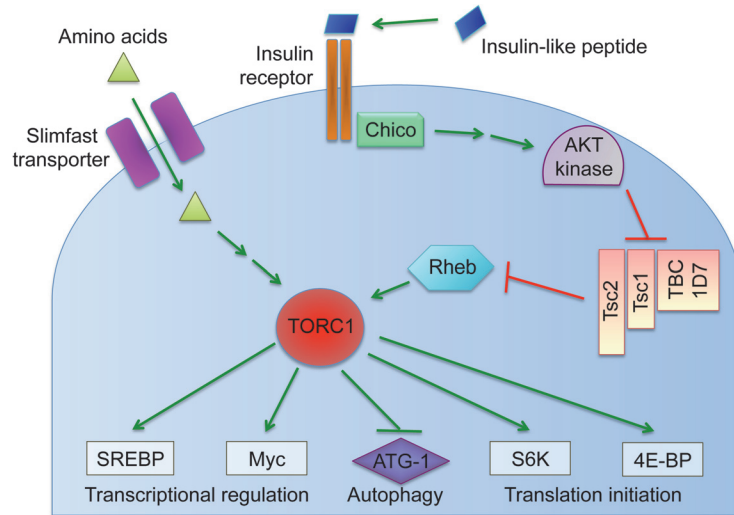 Amino acids
Insulin
receptor
Insulin-like peptide
Slimfast
transporter
Chico
AKT
kinase
Rheb
Tsc2
Tsc1
TBC
1D7
TORC1
SREBP
Myc
ATG-1
S6K
4E-BP
Transcriptional regulation
Autophagy
Translation initiation